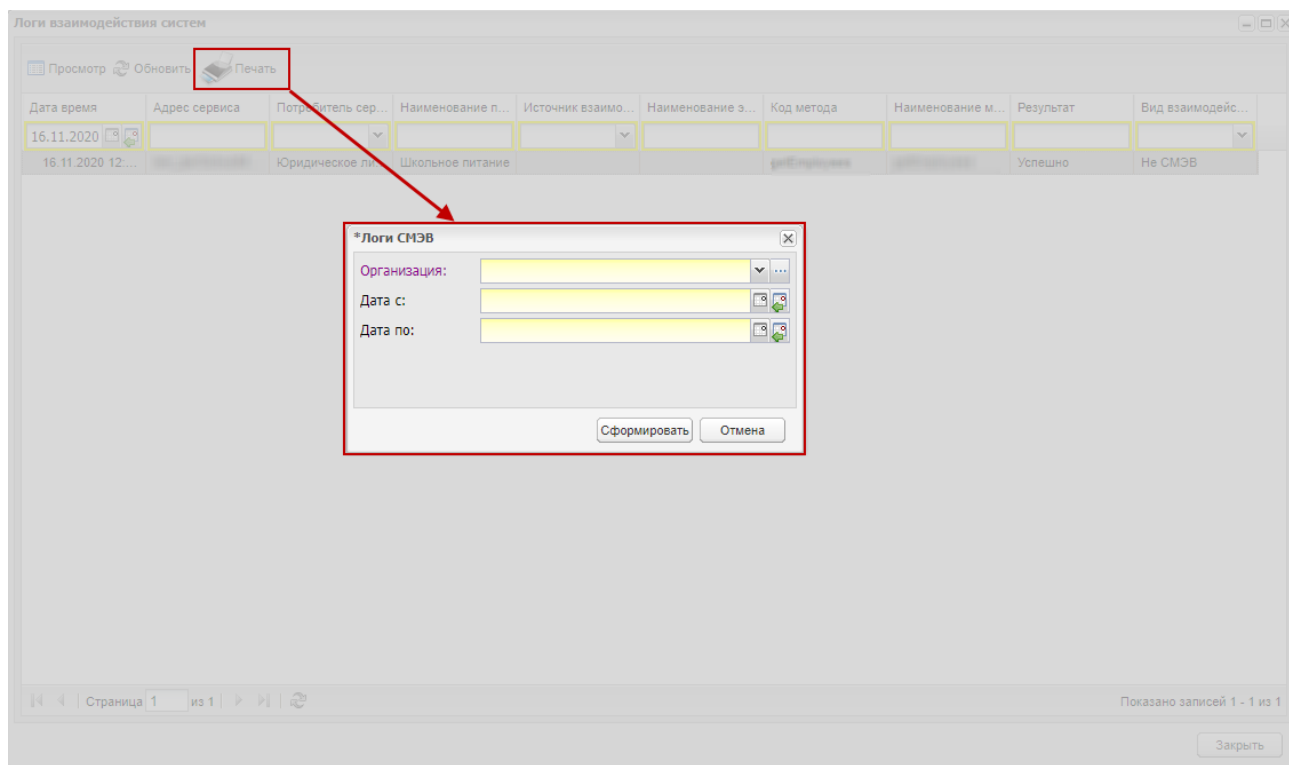 Логи взаимодействия систем
Просмотр Обновить Печать
Дата время Адрес сервиса Потребитель сер... Наименование п... Источник взаимо... Наименование э... Код метода Наименование м... Результат Вид взаимодейс...
16.11.2020
16.11.2020 12:... Юридическое ли... Школьное питание Успешно Не СМЭВ
*Логи СМЭВ
Организация:
Дата с:
Дата по:
Сформировать Отмена
Страница 1 из 1 Показано записей 1 - 1 из 1
Закрыть